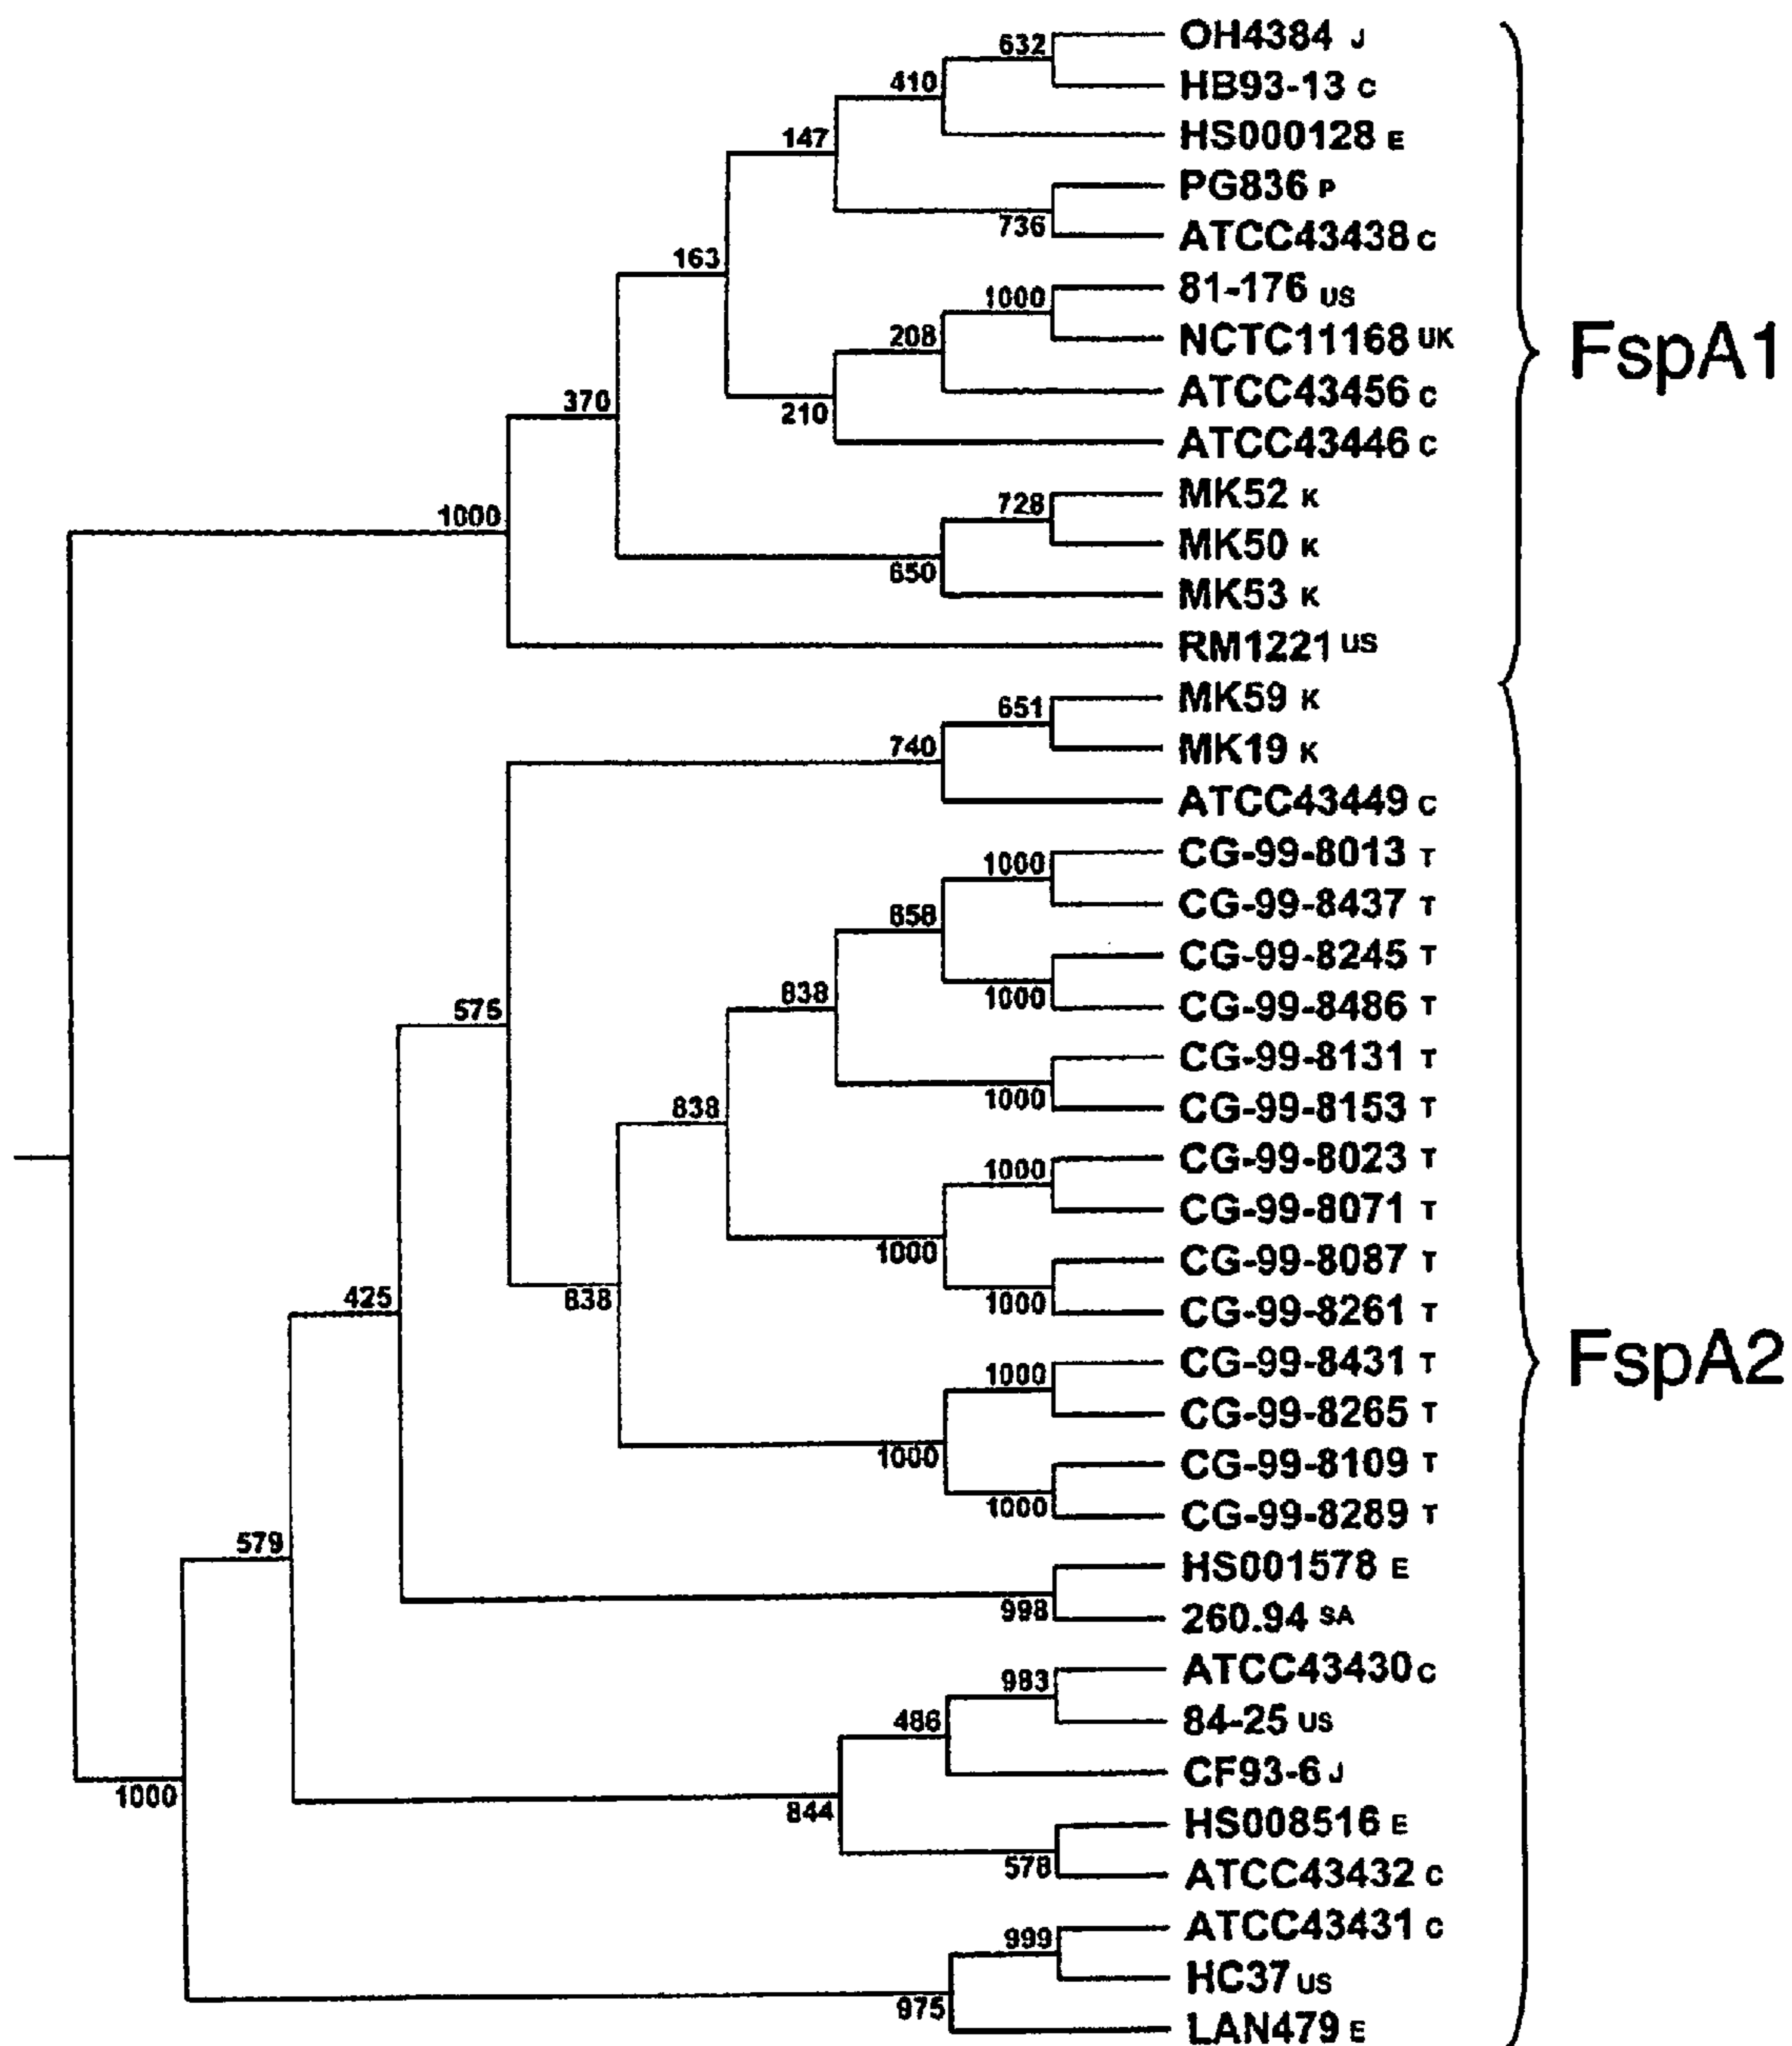 632
OH4384 J
HB93-13 C
410
HS000128 E
147
PG836 P
736
ATCC43438 C
163
81-176 US
1000
NCTC11168 UK
208
ATCC43456 C
210
ATCC43446 C
370
MK52 K
728
MK50 K
650
MK53 K
1000
RM1221 US
FspA1
MK59 K
651
MK19 K
740
ATCC43449 C
CG-99-8013 T
1000
CG-99-8437 T
858
CG-99-8245 T
1000
CG-99-8486 T
838
CG-99-8131 T
1000
CG-99-8153 T
838
CG-99-8023 T
1000
CG-99-8071 T
1000
CG-99-8087 T
1000
CG-99-8261 T
838
575
CG-99-8431 T
1000
CG-99-8265 T
1000
CG-99-8109 T
1000
CG-99-8289 T
425
HS001578 E
998
260.94 SA
579
ATCC43430 C
983
84-25 US
486
CF93-6 J
844
HS008516 E
578
ATCC43432 C
1000
ATCC43431 C
999
HC37 US
975
LAN479 E
FspA2